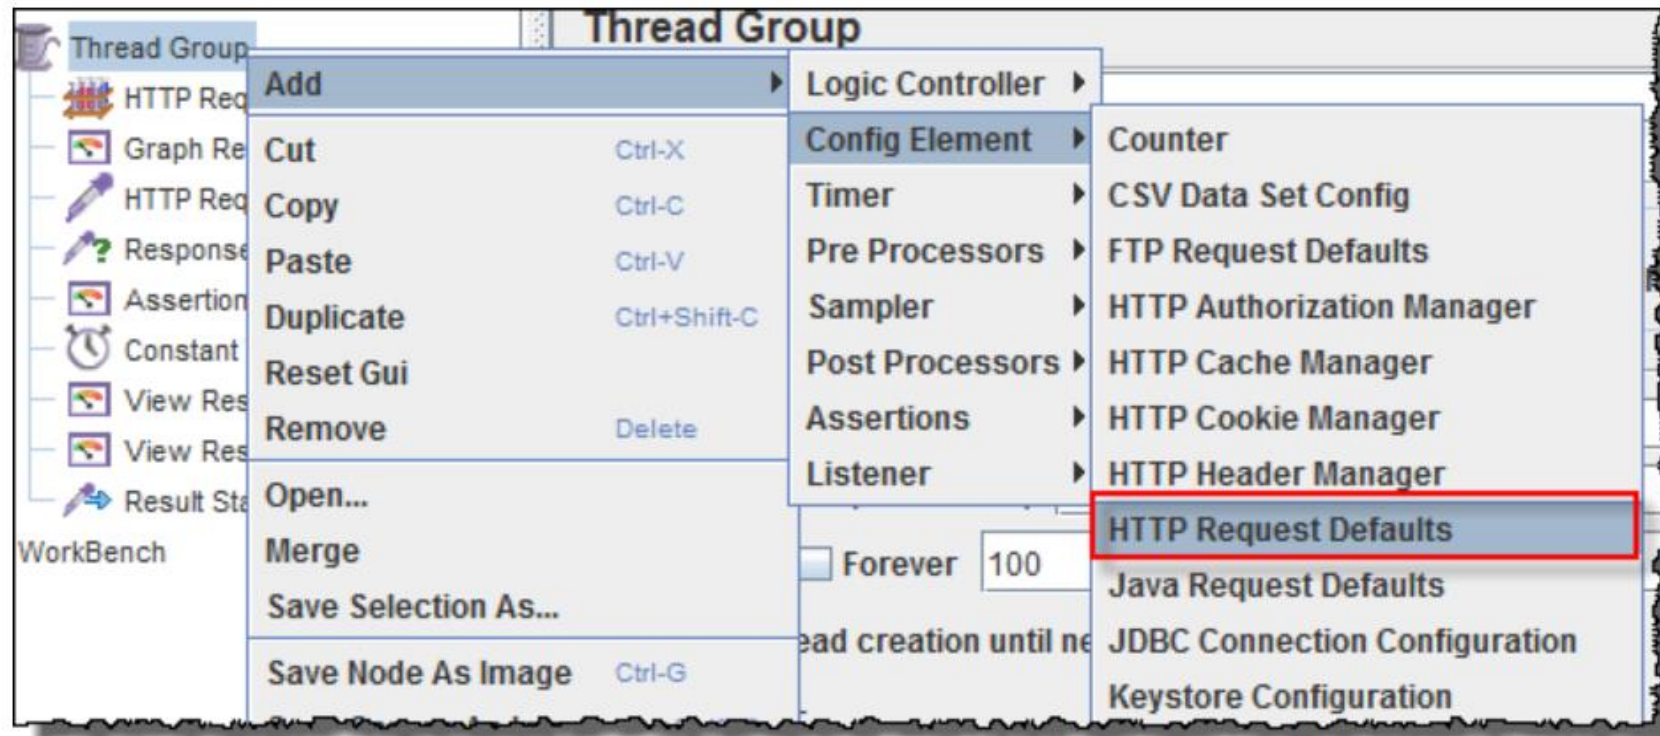 Thread Group
HTTP Req
Graph Re
HTTP Req
Response
Assertion
Constant
View Res
View Res
Result Sta
WorkBench
Thread Group
Add
Cut Ctrl-X
Copy Ctrl-C
Paste Ctrl-V
Duplicate Ctrl+Shift-C
Reset Gui
Remove Delete
Open...
Merge
Save Selection As...
Save Node As Image Ctrl-G
Logic Controller
Config Element
Timer
Pre Processors
Sampler
Post Processors
Assertions
Listener
Forever 100
ead creation until ne
Counter
CSV Data Set Config
FTP Request Defaults
HTTP Authorization Manager
HTTP Cache Manager
HTTP Cookie Manager
HTTP Header Manager
HTTP Request Defaults
Java Request Defaults
JDBC Connection Configuration
Keystore Configuration